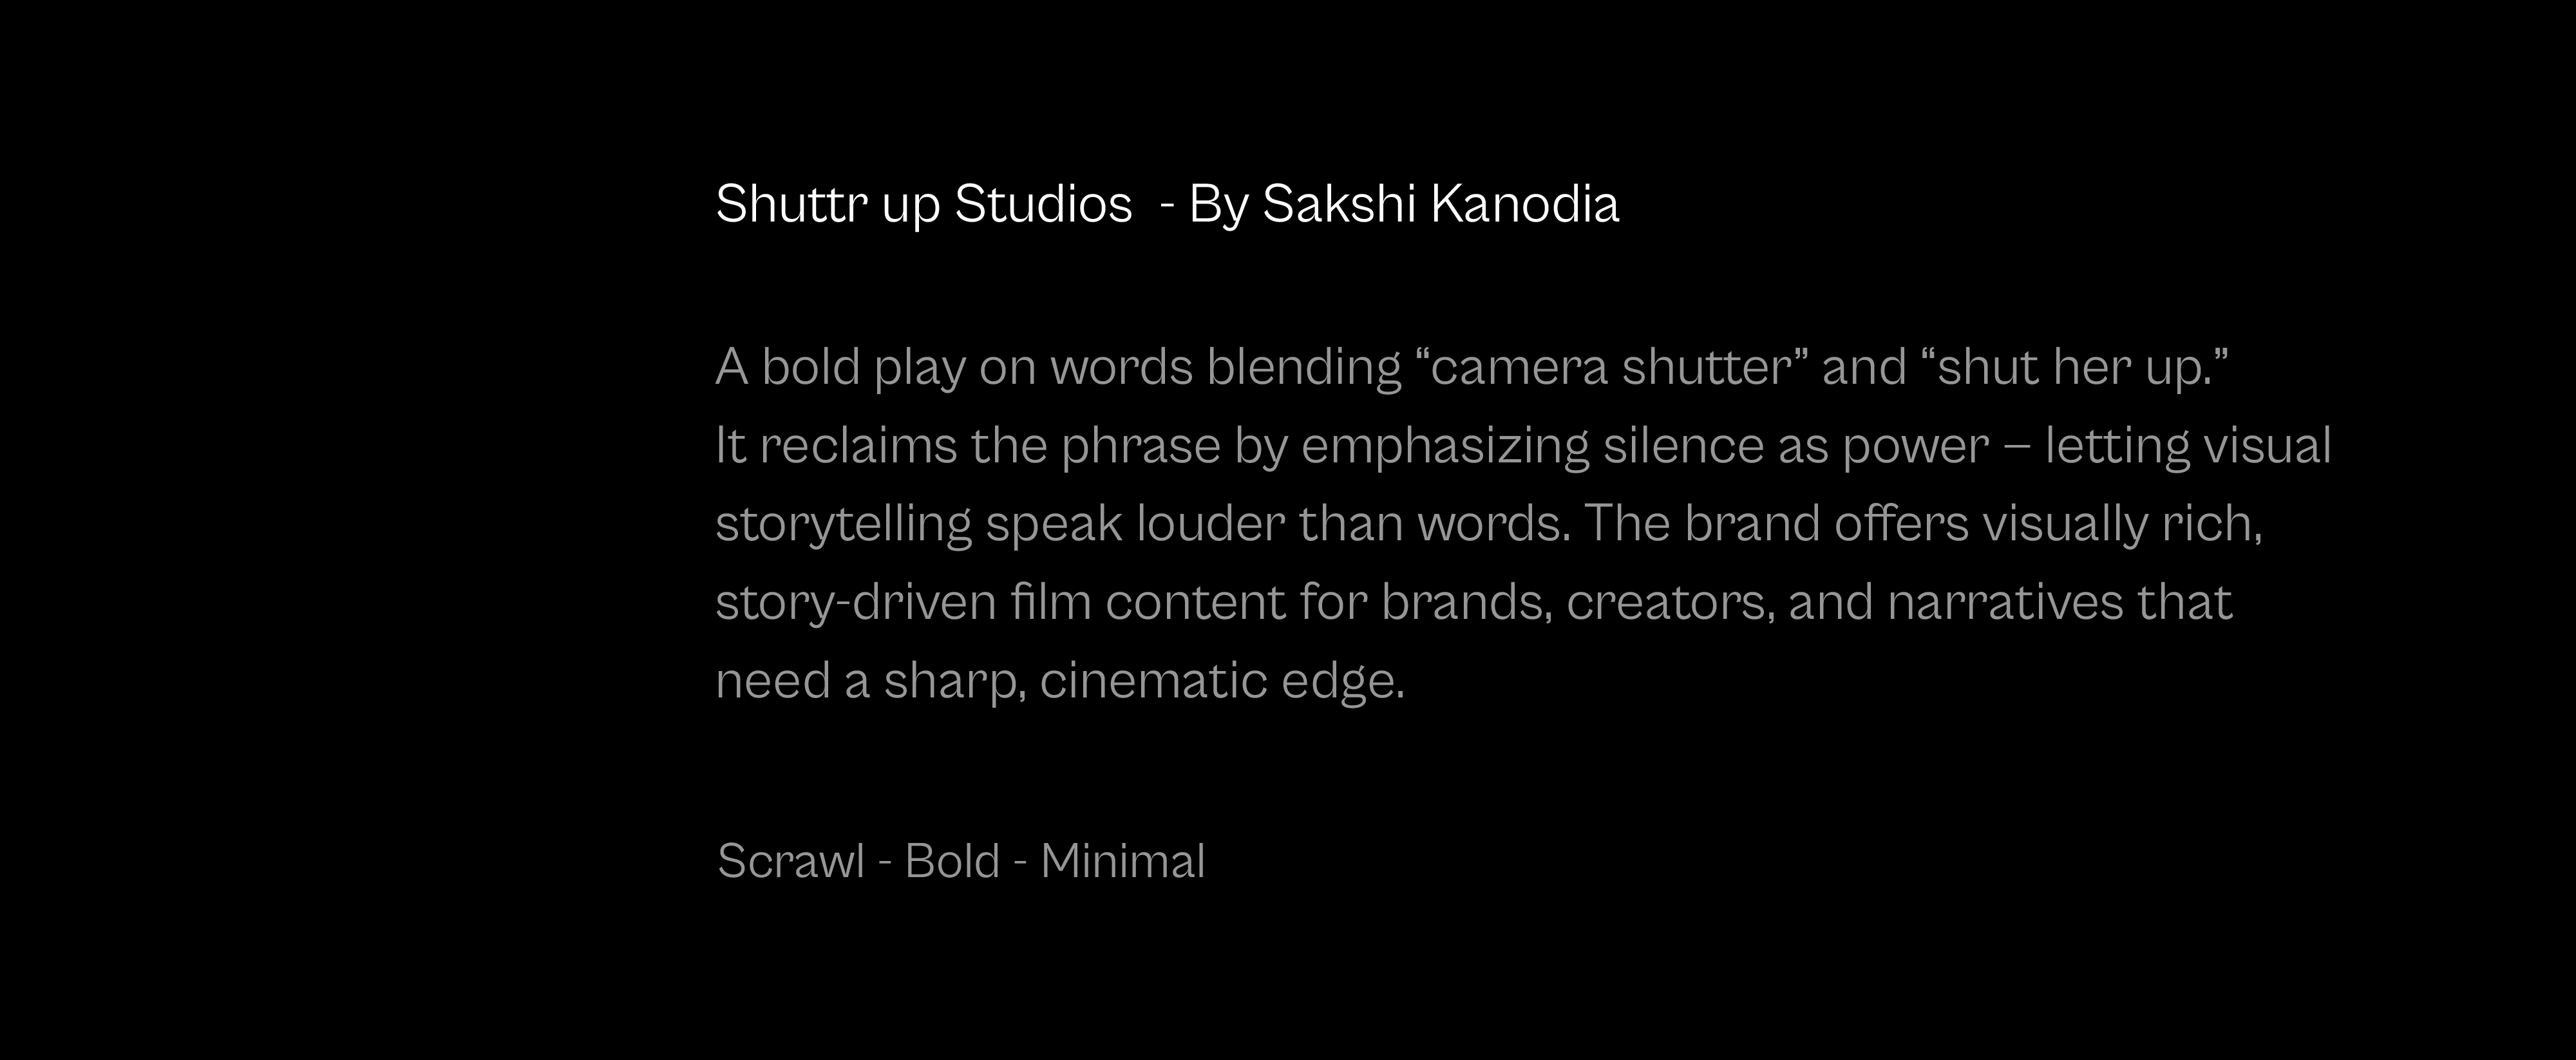 Shuttr up Studios  - By Sakshi Kanodia
A bold play on words blending “camera shutter” and “shut her up.”
It reclaims the phrase by emphasizing silence as power — letting visual
storytelling speak louder than words. The brand offers visually rich,
story-driven film content for brands, creators, and narratives that
need a sharp, cinematic edge.
Scrawl - Bold - Minimal